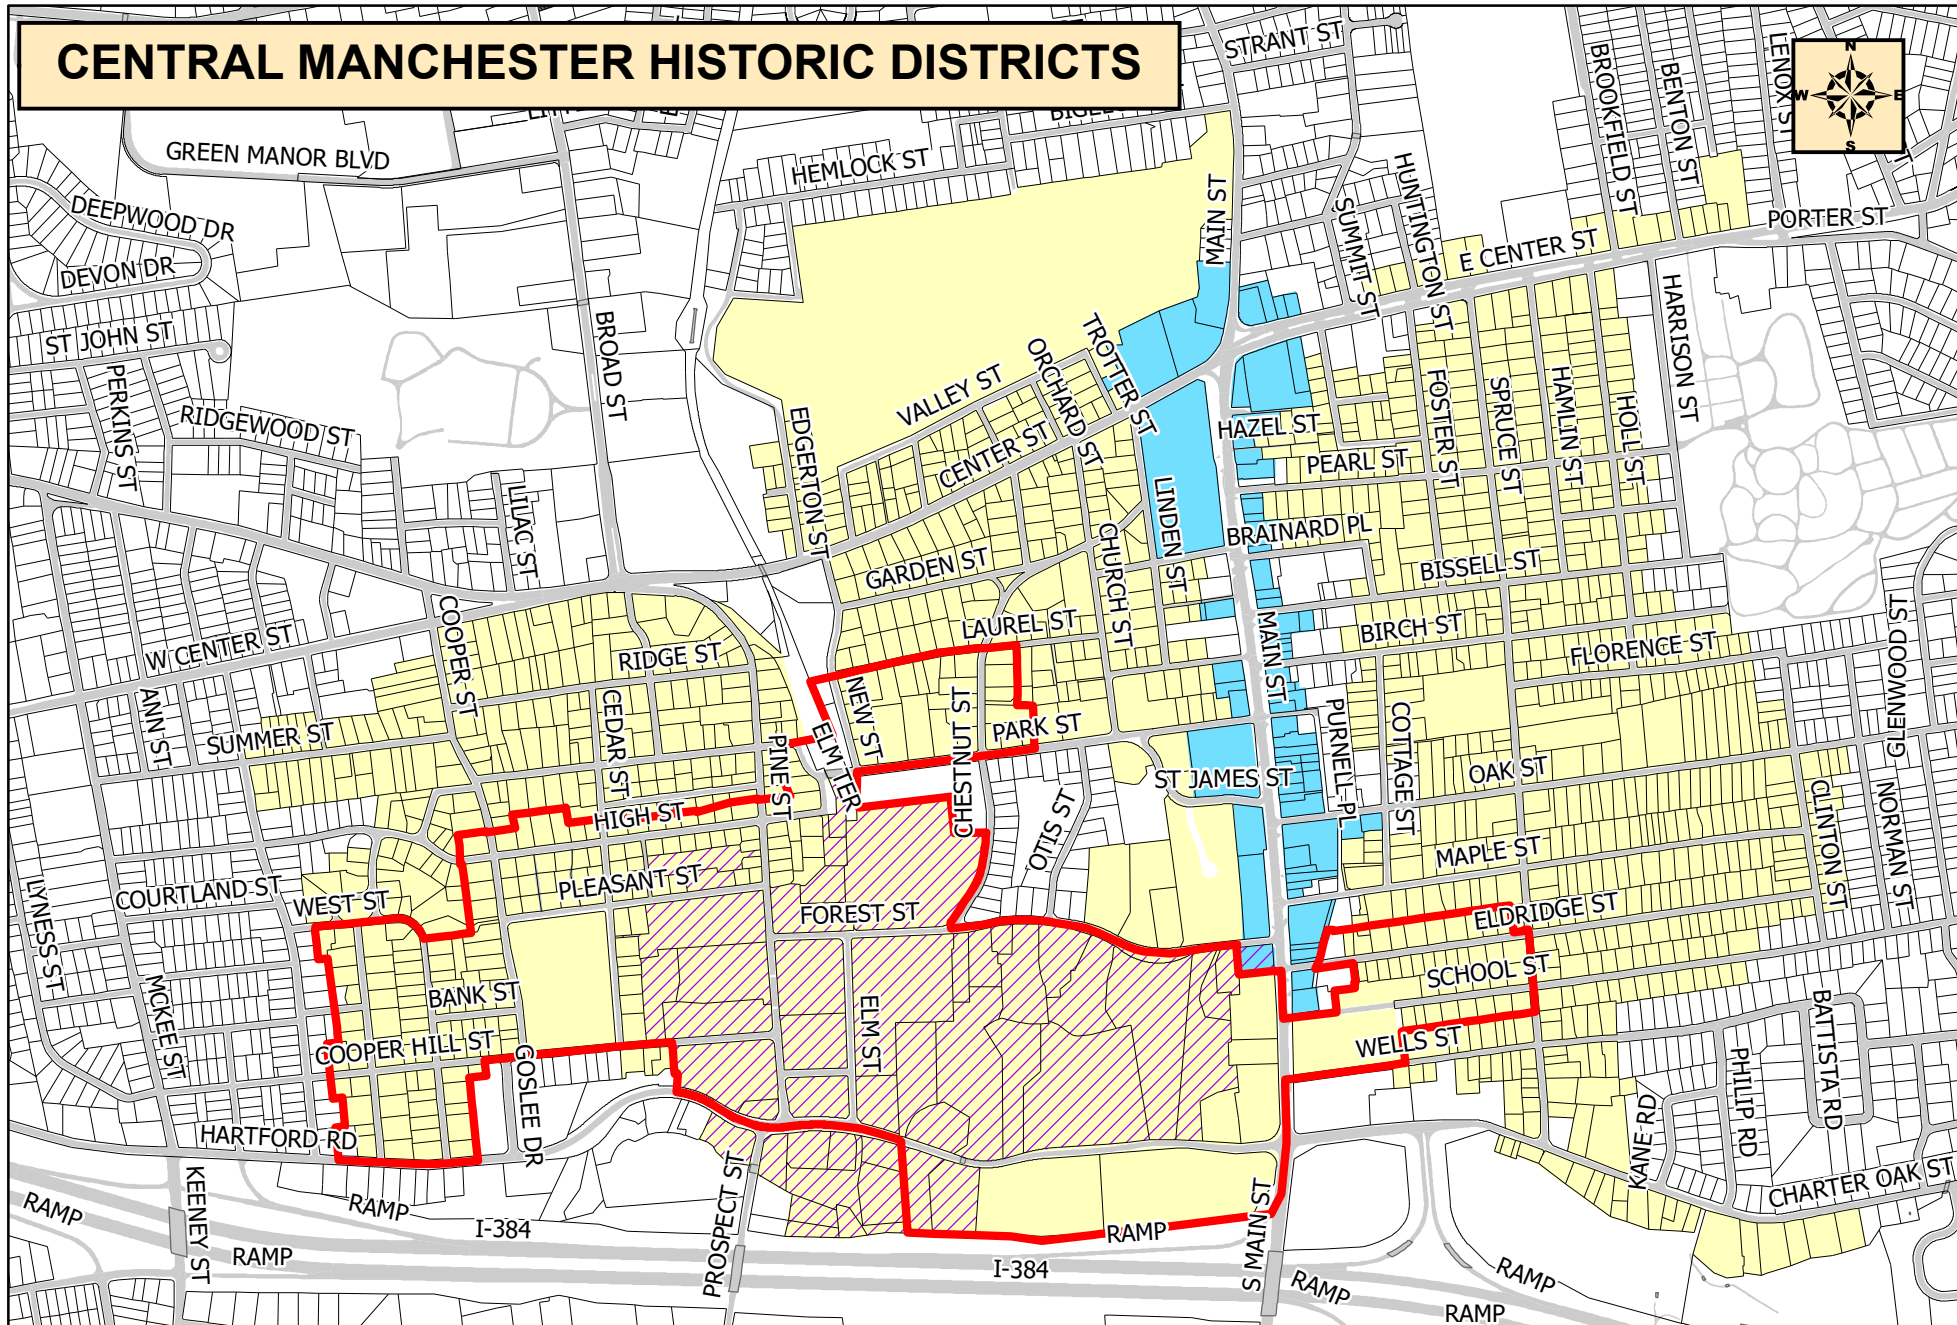 CENTRAL MANCHESTER HISTORIC DISTRICTS
N
W
E
S
STRANT ST
BROOKFIELD ST
BENTON ST
LENOX ST
GREEN MANOR BLVD
HEMLOCK ST
MAIN ST
HUNTINGTON ST
SUMMIT ST
DEEPWOOD DR
DEVON DR
E CENTER ST
PORTER ST
ST JOHN ST
PERKINS ST
BROAD ST
RIDGEWOOD ST
HARRISON ST
TROTTER ST
ORCHARD ST
VALLEY ST
CENTER ST
EDGERTON ST
HAZEL ST
PEARL ST
FOSTER ST
SPRUCE ST
HAMLIN ST
HOLL ST
LILAC ST
LINDEN ST
BRAINARD PL
GARDEN ST
CHURCH ST
BISSELL ST
BIRCH ST
FLORENCE ST
GLENWOOD ST
COOPER ST
W CENTER ST
RIDGE ST
LAUREL ST
MAIN ST
ANN ST
SUMMER ST
CEDAR ST
PINE ST
NEW ST
ELM TER
CHESTNUT ST
PARK ST
ST JAMES ST
PURNELL PL
COTTAGE ST
OAK ST
HIGH ST
OTIS ST
MAPLE ST
CLINTON ST
NORMAN ST
LYNESS ST
COURTLAND ST
WEST ST
PLEASANT ST
FOREST ST
ELDRIDGE ST
SCHOOL ST
MCKEE ST
BANK ST
COOPER HILL ST
GOSLEE DR
ELM ST
WELLS ST
BATTISTA RD
PHILIP RD
KANE RD
HARTFORD RD
KEENEY ST
PROSPECT ST
S MAIN ST
CHARTER OAK ST
RAMP
RAMP
I-384
RAMP
RAMP
I-384
RAMP
RAMP
RAMP